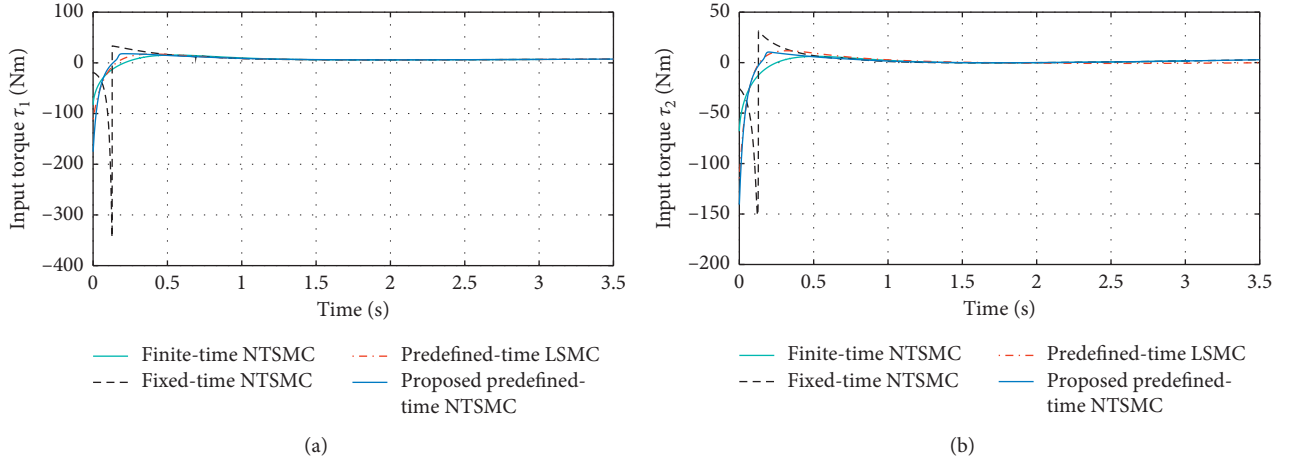 100
0
–100
–200
–300
–400
Input torque τ1 (Nm)
0 0.5 1 1.5 2 2.5 3 3.5
Time (s)
Finite-time NTSMC
Fixed-time NTSMC
Predefined-time LSMC
Proposed predefined-
time NTSMC
(a)
50
0
–50
–100
–150
–200
Input torque τ2 (Nm)
0 0.5 1 1.5 2 2.5 3 3.5
Time (s)
Finite-time NTSMC
Fixed-time NTSMC
Predefined-time LSMC
Proposed predefined-
time NTSMC
(b)